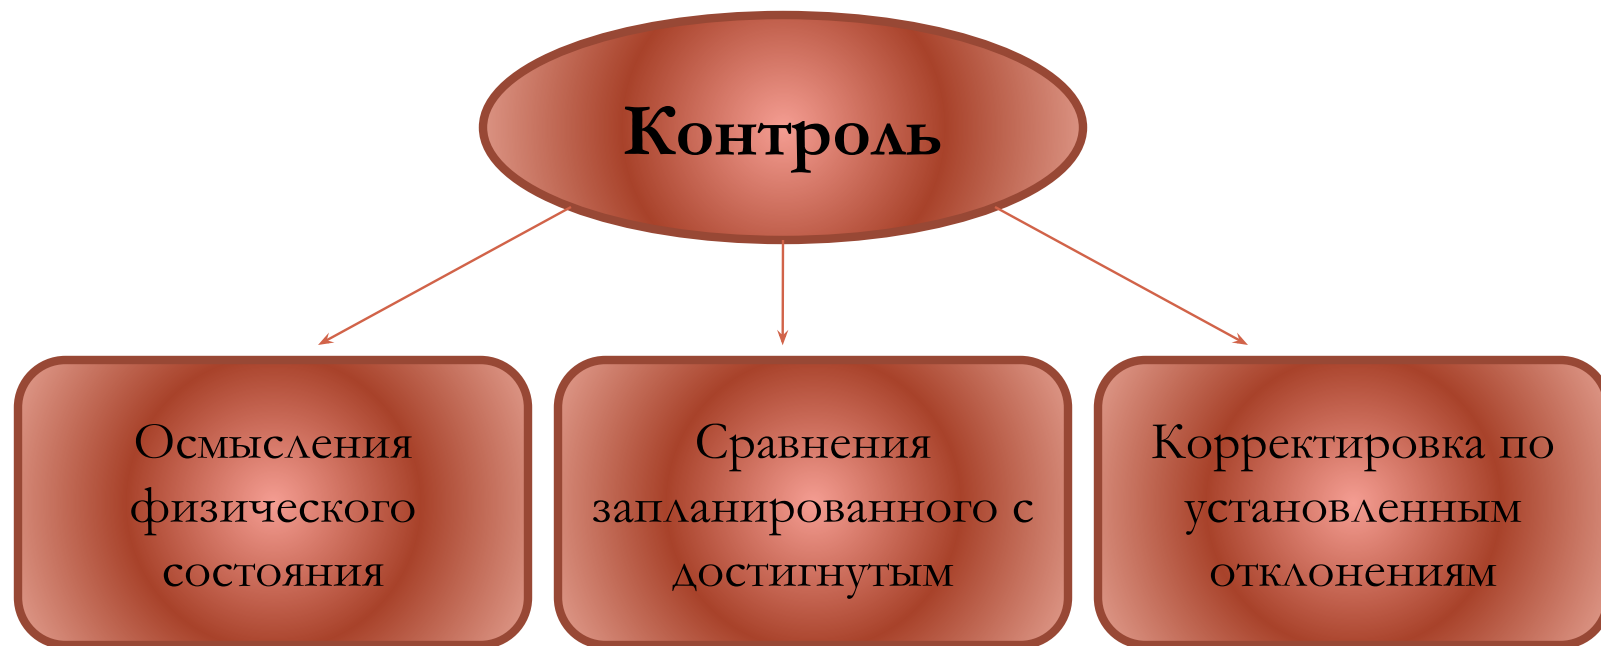 Контроль
Осмысления
физического
состояния
Сравнения
запланированного с
достигнутым
Корректировка по
установленным
отклонениям